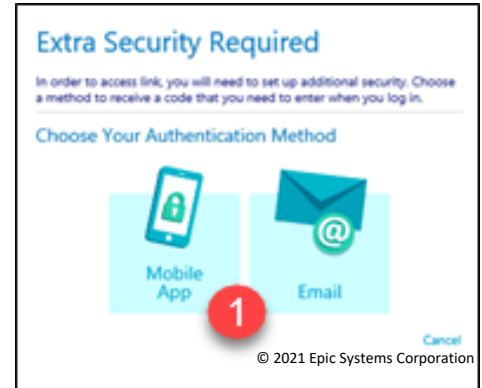 Extra Security Required
In order to access link, you will need to set up additional security. Choose
a method to receive a code that you need to enter when you log in.
Choose Your Authentication Method
@
Mobile
App
Email
1
Cancel
© 2021 Epic Systems Corporation